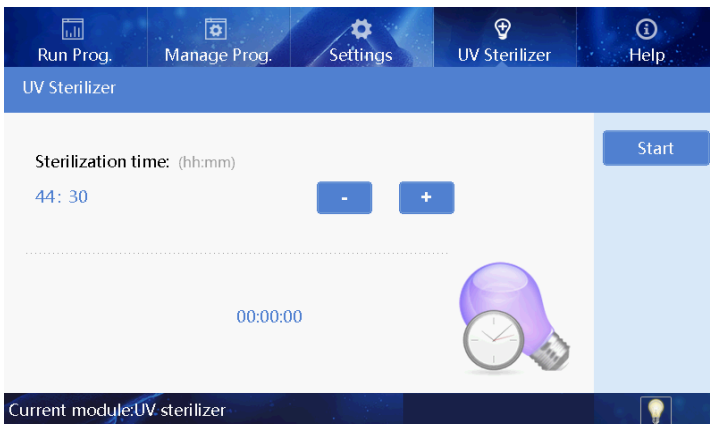 Run Prog. Manage Prog. Settings UV Sterilizer Help
UV Sterilizer
Sterilization time: (hh:mm)
Start
44: 30 - +
00:00:00
Current module:UV sterilizer